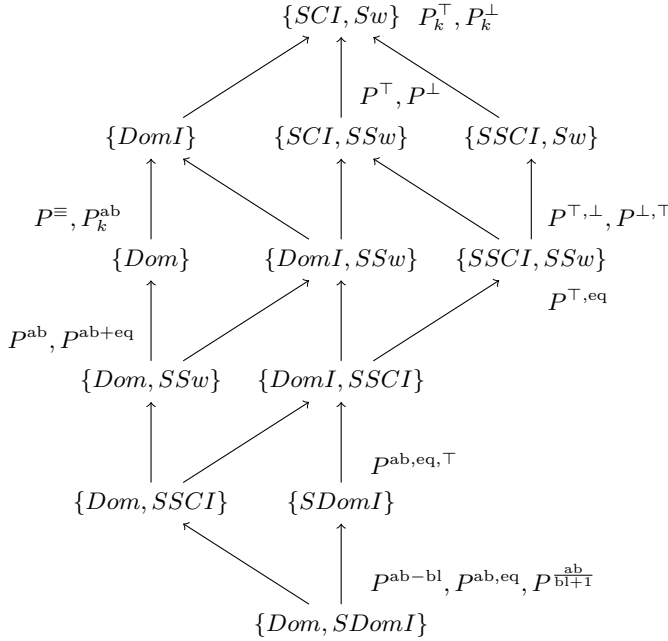 {SCI, Sw} P_k^⊤, P_k^⊥
P^⊤, P^⊥
{DomI} {SCI, SSw} {SSCI, Sw}
P^≡, P_k^ab P^{⊤,⊥}, P^{⊥,⊤}
{Dom} {DomI, SSw} {SSCI, SSw}
P^{⊤,eq}
P^ab, P^{ab+eq}
{Dom, SSw} {DomI, SSCI}
P^{ab,eq,⊤}
{Dom, SSCI} {SDomI}
P^{ab−bl}, P^{ab,eq}, P^{\frac{ab}{bl+1}}
{Dom, SDomI}